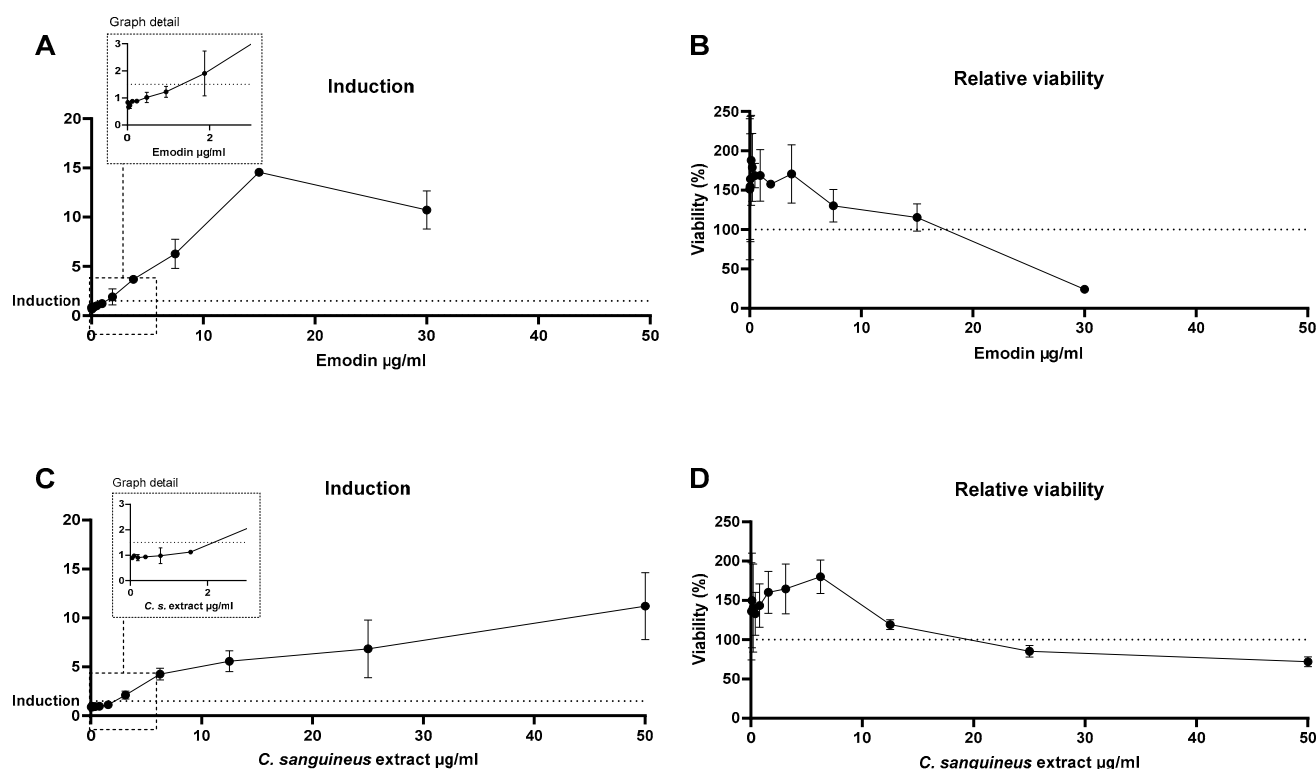 Graph detail
A
3
2
1
0
0 2
Emodin µg/ml
Induction
20
15
10
5
Induction
0
0 10 20 30 40 50
Emodin µg/ml
B
Relative viability
250
200
150
100
50
0
Viability (%)
0 10 20 30 40 50
Emodin µg/ml
C
Graph detail
3
2
1
0
0 2
C. s. extract µg/ml
Induction
20
15
10
5
Induction
0
0 10 20 30 40 50
C. sanguineus extract µg/ml
D
Relative viability
250
200
150
100
50
0
Viability (%)
0 10 20 30 40 50
C. sanguineus extract µg/ml